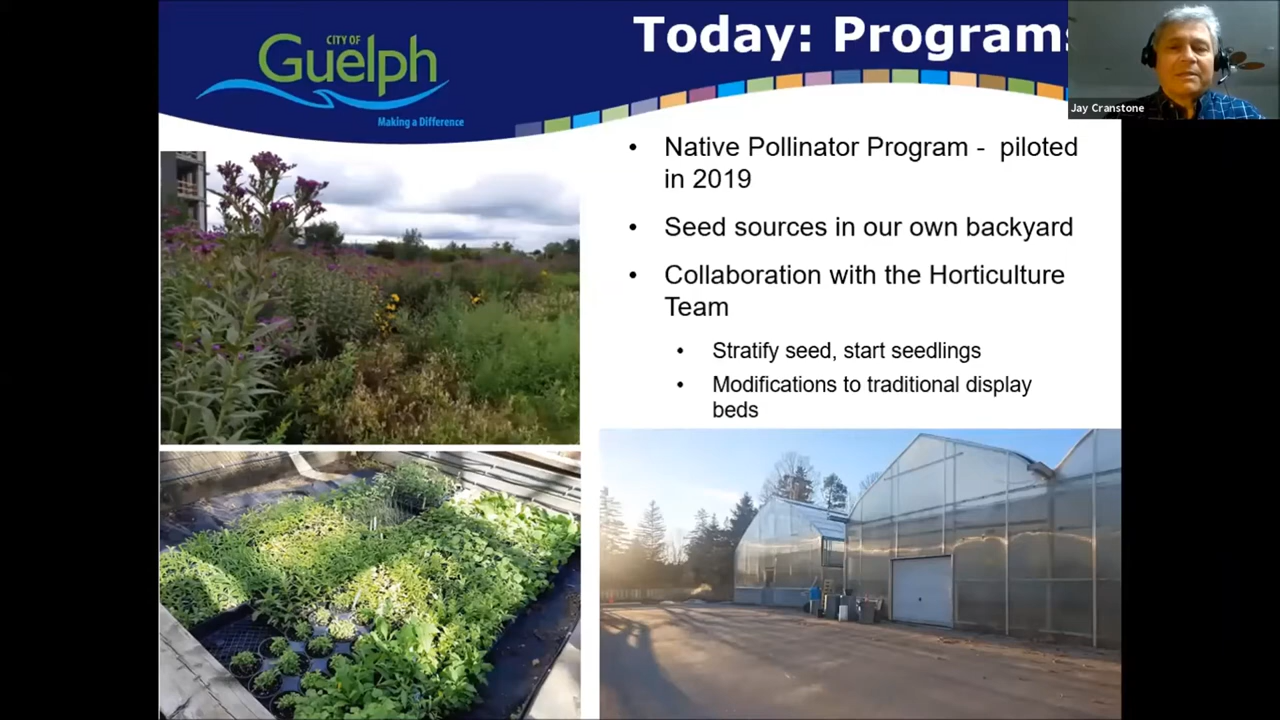 CITY OF
Guelph
Making a Difference
Today: Programs
Jay Cranstone
• Native Pollinator Program - piloted
in 2019
• Seed sources in our own backyard
• Collaboration with the Horticulture
Team
• Stratify seed, start seedlings
• Modifications to traditional display
beds